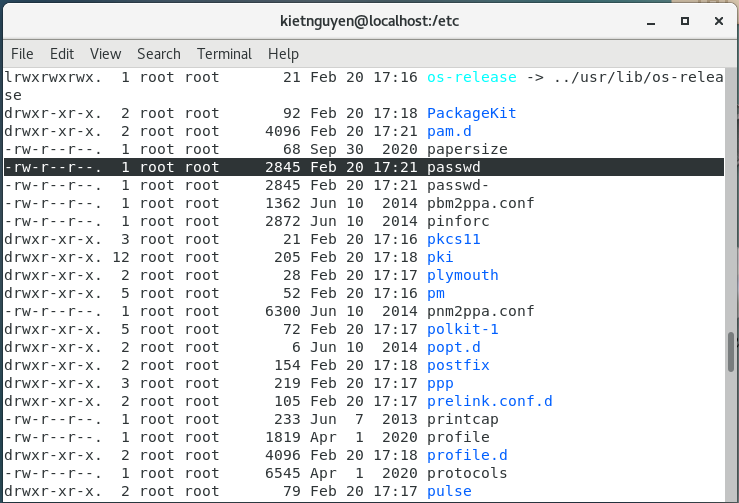 kietnguyen@localhost:/etc
File Edit View Search Terminal Help
lrwxrwxrwx.  1 root root       21 Feb 20 17:16 os-release -> ../usr/lib/os-relea
se
drwxr-xr-x.  2 root root       92 Feb 20 17:18 PackageKit
drwxr-xr-x.  2 root root     4096 Feb 20 17:21 pam.d
-rw-r--r--.  1 root root       68 Sep 30  2020 papersize
-rw-r--r--.  1 root root     2845 Feb 20 17:21 passwd
-rw-r--r--.  1 root root     2845 Feb 20 17:21 passwd-
-rw-r--r--.  1 root root     1362 Jun 10  2014 pbm2ppa.conf
-rw-r--r--.  1 root root     2872 Jun 10  2014 pinforc
drwxr-xr-x.  3 root root       21 Feb 20 17:16 pkcs11
drwxr-xr-x. 12 root root      205 Feb 20 17:18 pki
drwxr-xr-x.  2 root root       28 Feb 20 17:17 plymouth
drwxr-xr-x.  5 root root       52 Feb 20 17:16 pm
-rw-r--r--.  1 root root     6300 Jun 10  2014 pnm2ppa.conf
drwxr-xr-x.  5 root root       72 Feb 20 17:17 polkit-1
drwxr-xr-x.  2 root root        6 Jun 10  2014 popt.d
drwxr-xr-x.  2 root root      154 Feb 20 17:18 postfix
drwxr-xr-x.  3 root root      219 Feb 20 17:17 ppp
drwxr-xr-x.  2 root root      105 Feb 20 17:17 prelink.conf.d
-rw-r--r--.  1 root root      233 Jun  7  2013 printcap
-rw-r--r--.  1 root root     1819 Apr  1  2020 profile
drwxr-xr-x.  2 root root     4096 Feb 20 17:18 profile.d
-rw-r--r--.  1 root root     6545 Apr  1  2020 protocols
drwxr-xr-x.  2 root root       79 Feb 20 17:17 pulse